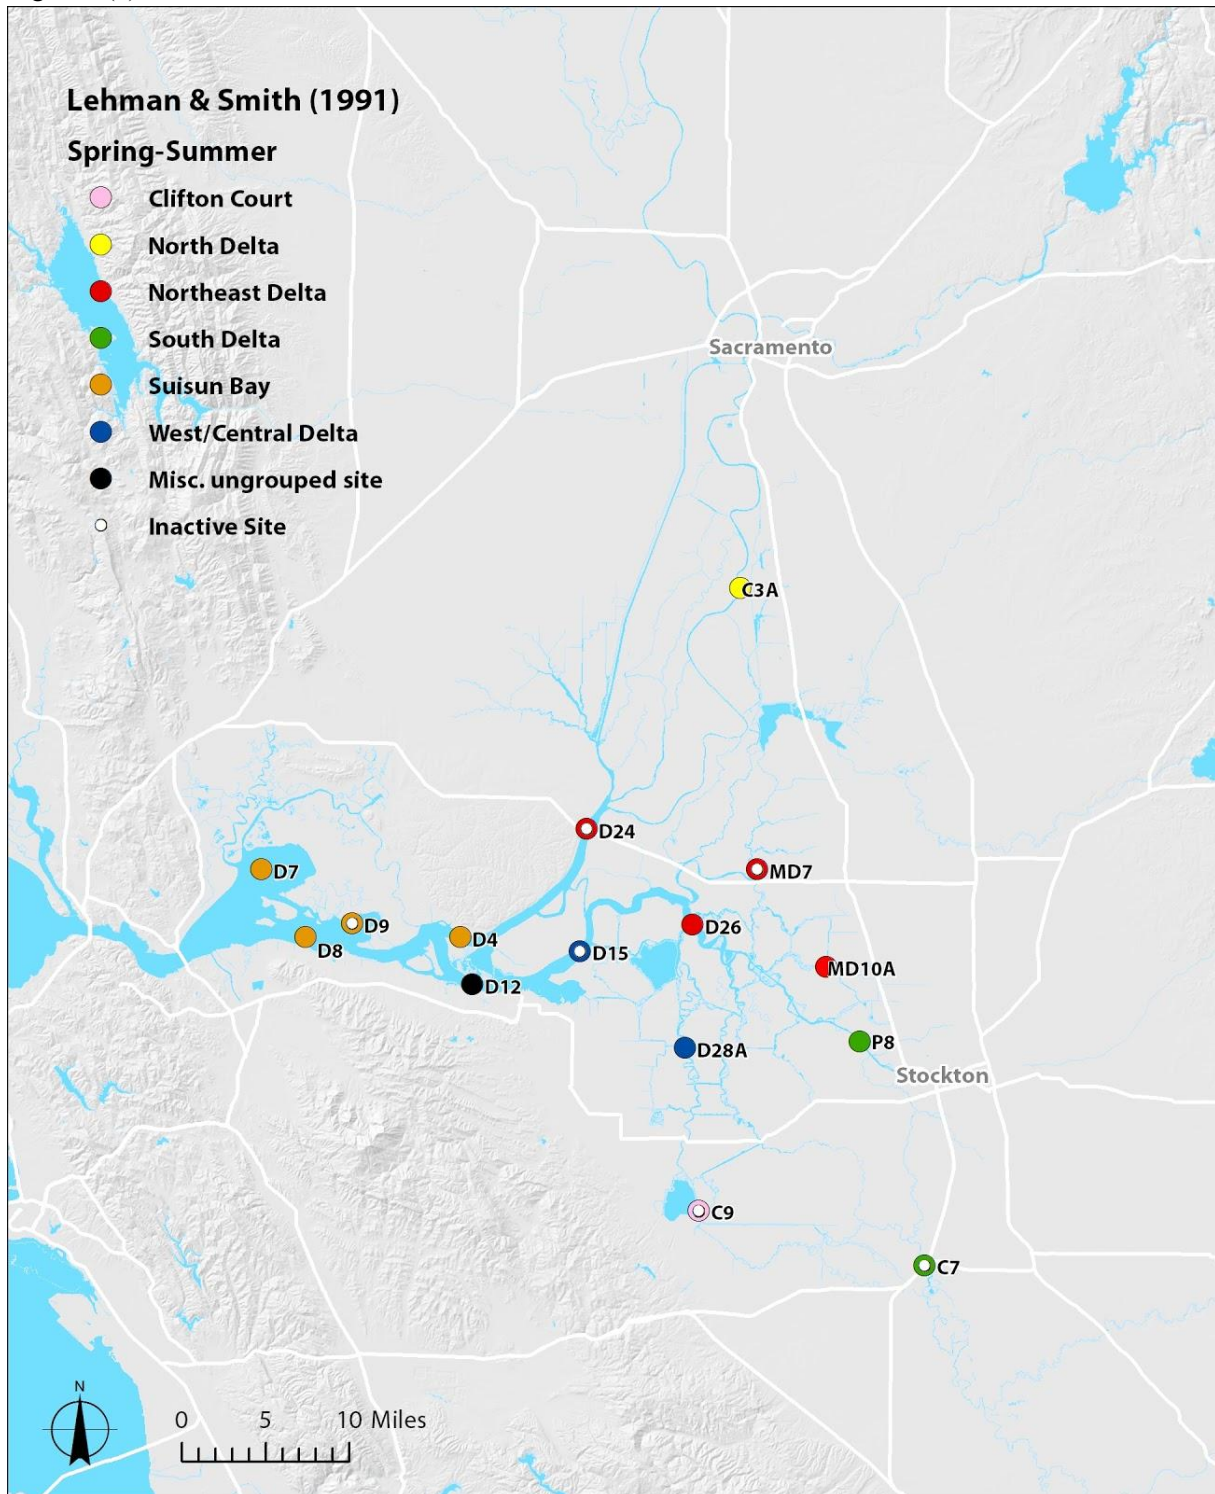 Lehman & Smith (1991)
Spring-Summer
Clifton Court
North Delta
Northeast Delta
South Delta
Suisun Bay
West/Central Delta
Misc. ungrouped site
Inactive Site
Sacramento
C3A
D24
D7
MD7
D9
D26
D8
D4
D15
MD10A
D12
P8
D28A
Stockton
C9
C7
N
0 5 10 Miles